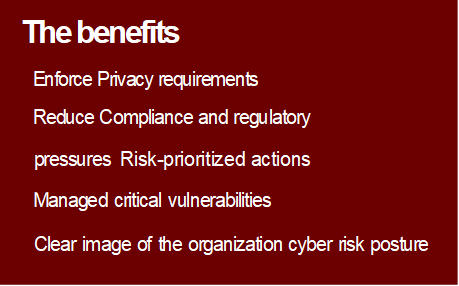 The benefits
Enforce Privacy requirements
Reduce Compliance and regulatory
pressures Risk-prioritized actions
Managed critical vulnerabilities
Clear image of the organization cyber risk posture